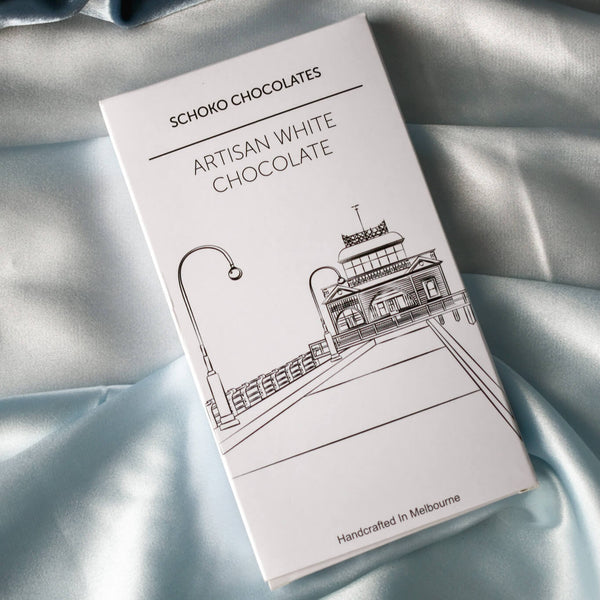 SCHOKO CHOCOLATES
ARTISAN WHITE
CHOCOLATE
Handcrafted In Melbourne